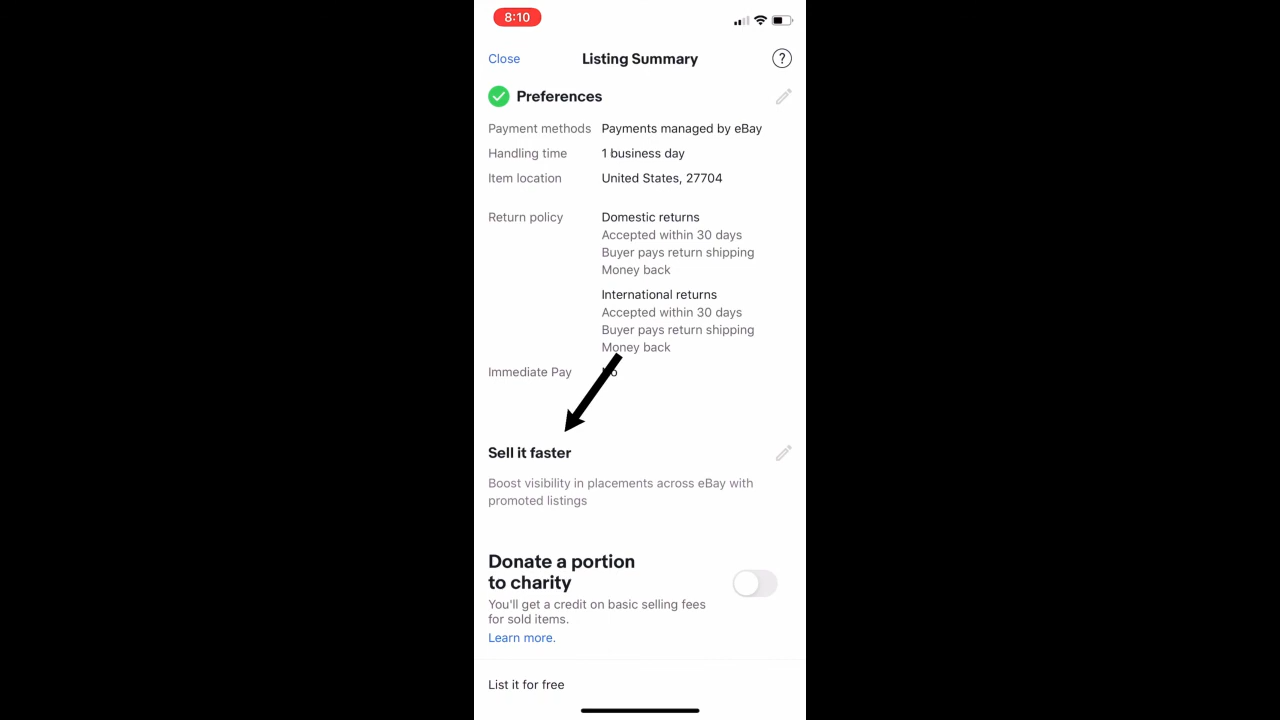 8:10
Close Listing Summary ?
Preferences
Payment methods Payments managed by eBay
Handling time 1 business day
Item location United States, 27704
Return policy Domestic returns
Accepted within 30 days
Buyer pays return shipping
Money back
International returns
Accepted within 30 days
Buyer pays return shipping
Money back
Immediate Pay
Sell it faster
Boost visibility in placements across eBay with
promoted listings
Donate a portion
to charity
You'll get a credit on basic selling fees
for sold items.
Learn more.
List it for free